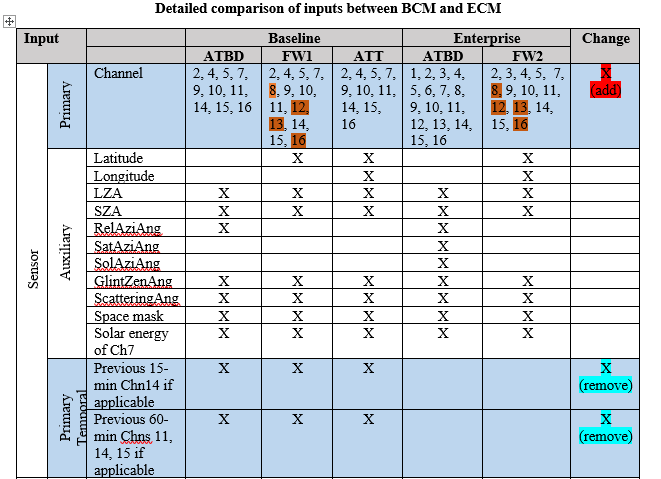 Detailed comparison of inputs between BCM and ECM
Input Baseline Enterprise Change
ATBD FW1 ATT ATBD FW2
Sensor
Primary
Channel
2, 4, 5, 7,
9, 10, 11,
14, 15, 16
2, 4, 5, 7,
8, 9, 10,
11, 12,
13, 14,
15, 16
2, 4, 5, 7,
9, 10, 11,
14, 15,
16
1, 2, 3, 4,
5, 6, 7, 8,
9, 10, 11,
12, 13, 14,
15, 16
2, 3, 4, 5, 7,
8, 9, 10, 11,
12, 13, 14,
15, 16
X
(add)
Auxiliary
Latitude X X X
Longitude X X
LZA X X X X X
SZA X X X X X
RelAziAng X X
SatAziAng X
SolAziAng X
GlintZenAng X X X X X
ScatteringAng X X X X X
Space mask X X X X X
Solar energy X X X X X
of Ch7
Primary
Temporal
Previous 15- X X X X
min Chn14 if (remove)
applicable
Previous 60- X X X X
min Chns 11, (remove)
14, 15 if
applicable